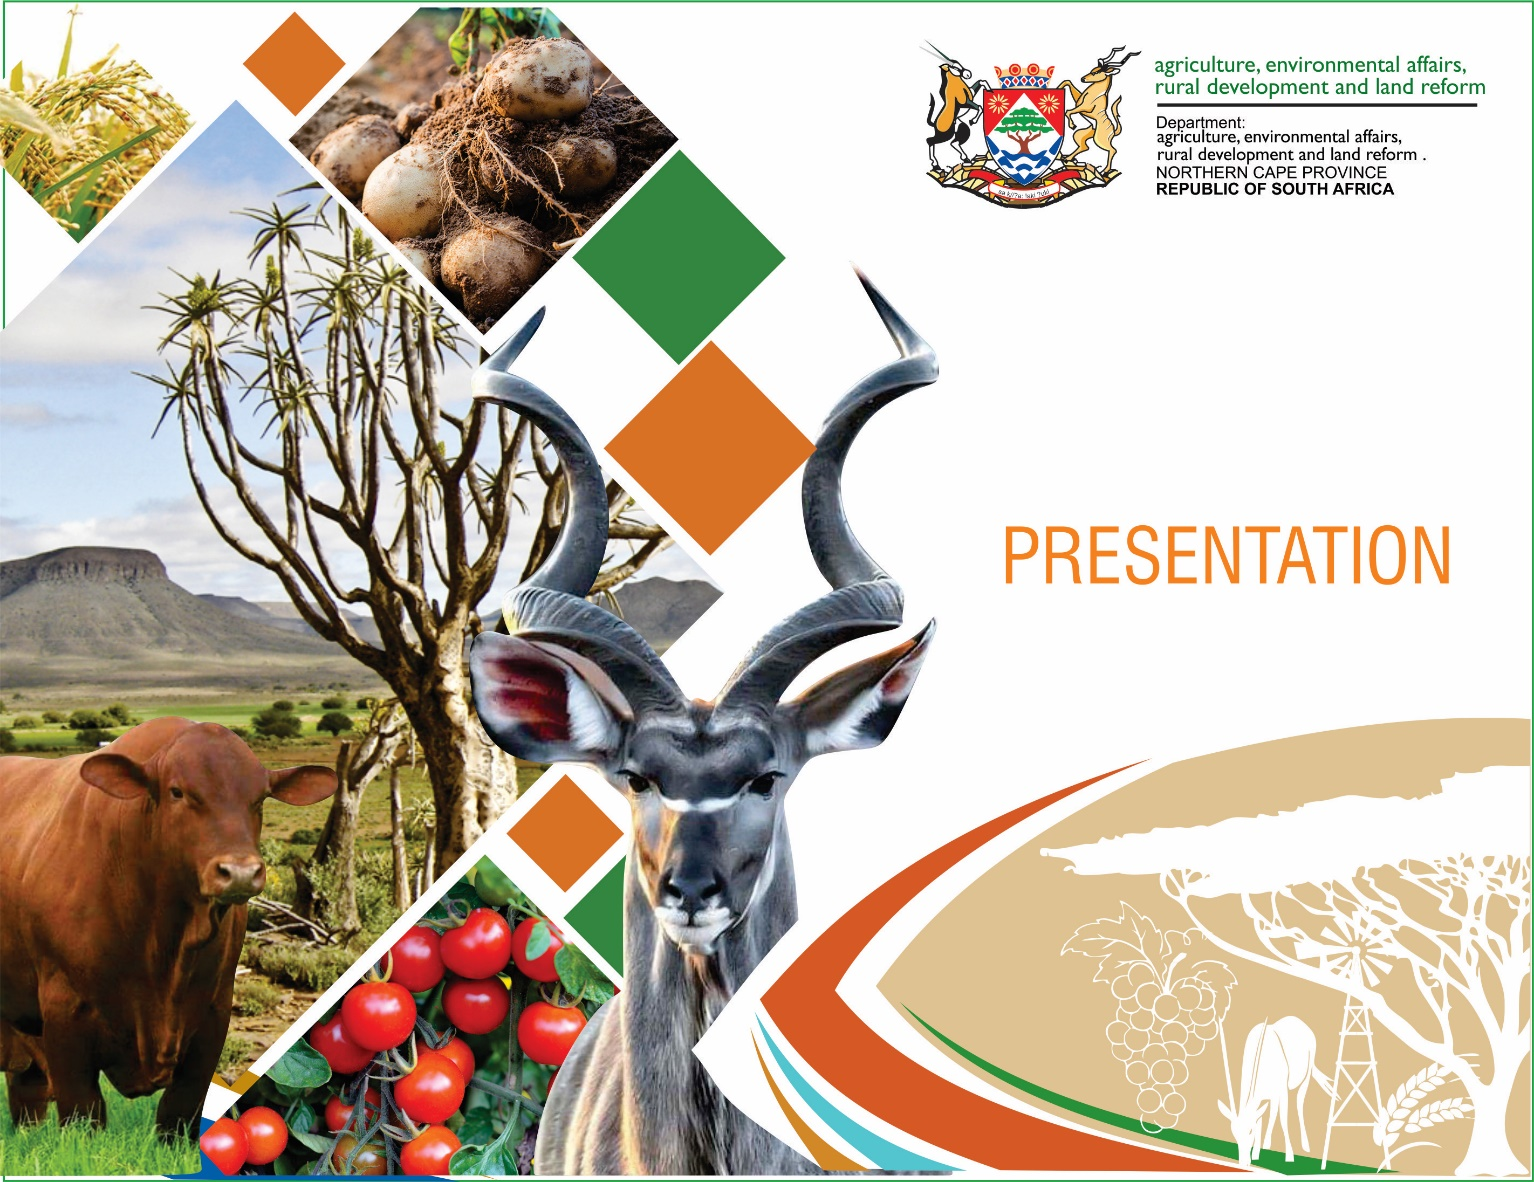 agriculture, environmental affairs,
rural development and land reform
Department:
agriculture, environmental affairs,
rural development and land reform .
NORTHERN CAPE PROVINCE
REPUBLIC OF SOUTH AFRICA
PRESENTATION